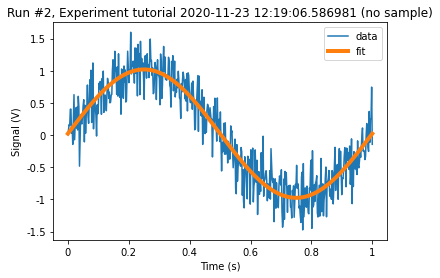 Run #2, Experiment tutorial 2020-11-23 12:19:06.586981 (no sample)
data
fit
Signal (V)
1.5
1
0.5
0
-0.5
-1
-1.5
0
0.2
0.4
0.6
0.8
1
Time (s)